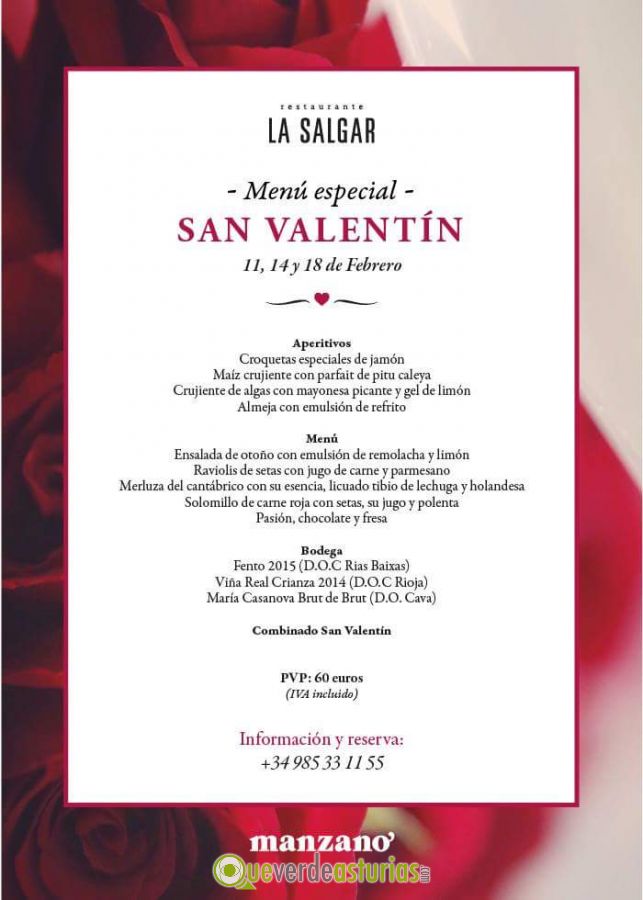 restaurante
LA SALGAR
- Menú especial -
SAN VALENTÍN
11, 14 y 18 de Febrero
Aperitivos
Croquetas especiales de jamón
Maíz crujiente con parfait de pitu caleya
Crujiente de algas con mayonesa picante y gel de limón
Almeja con emulsión de refrito
Menú
Ensalada de otoño con emulsión de remolacha y limón
Raviolis de setas con jugo de carne y parmesano
Merluza del cantábrico con su esencia, licuado tibio de lechuga y holandesa
Solomillo de carne roja con setas, su jugo y polenta
Pasión, chocolate y fresa
Bodega
Fento 2015 (D.O.C Rias Baixas)
Viña Real Crianza 2014 (D.O.C Rioja)
María Casanova Brut de Brut (D.O. Cava)
Combinado San Valentín
PVP: 60 euros
(IVA incluido)
Información y reserva:
+34 985 33 11 55
manzano’
Queverdeasturias.com